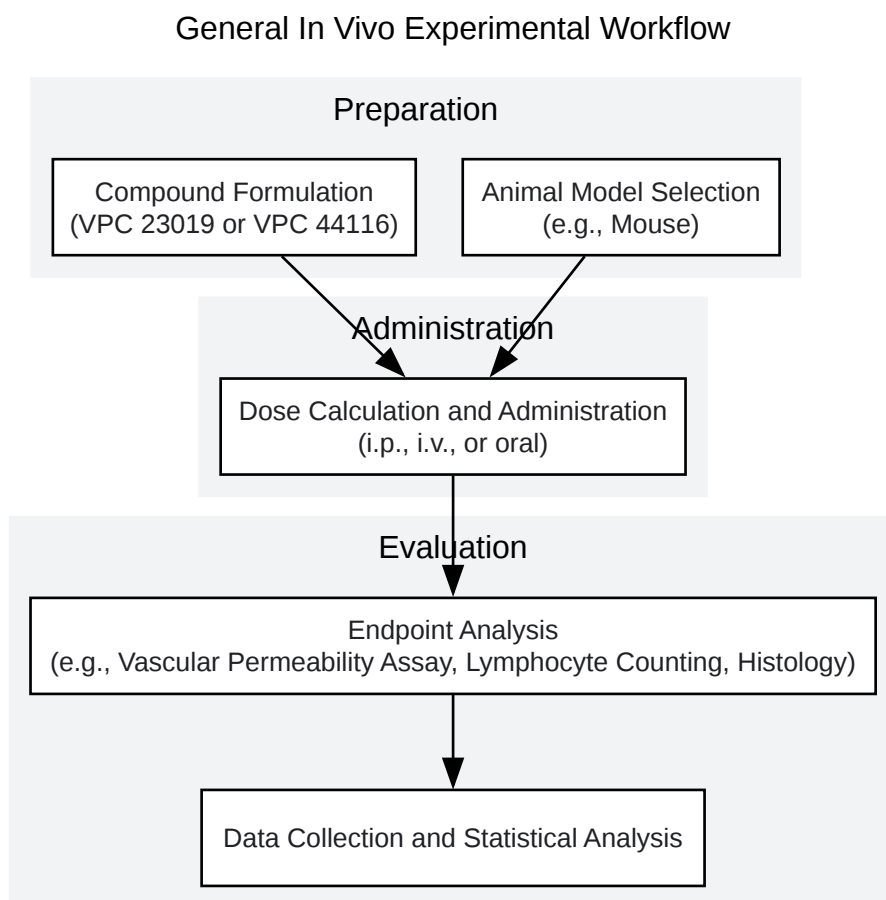 General In Vivo Experimental Workflow
Preparation
Compound Formulation
(VPC 23019 or VPC 44116)
Animal Model Selection
(e.g., Mouse)
Administration
Dose Calculation and Administration
(i.p., i.v., or oral)
Evaluation
Endpoint Analysis
(e.g., Vascular Permeability Assay, Lymphocyte Counting, Histology)
Data Collection and Statistical Analysis